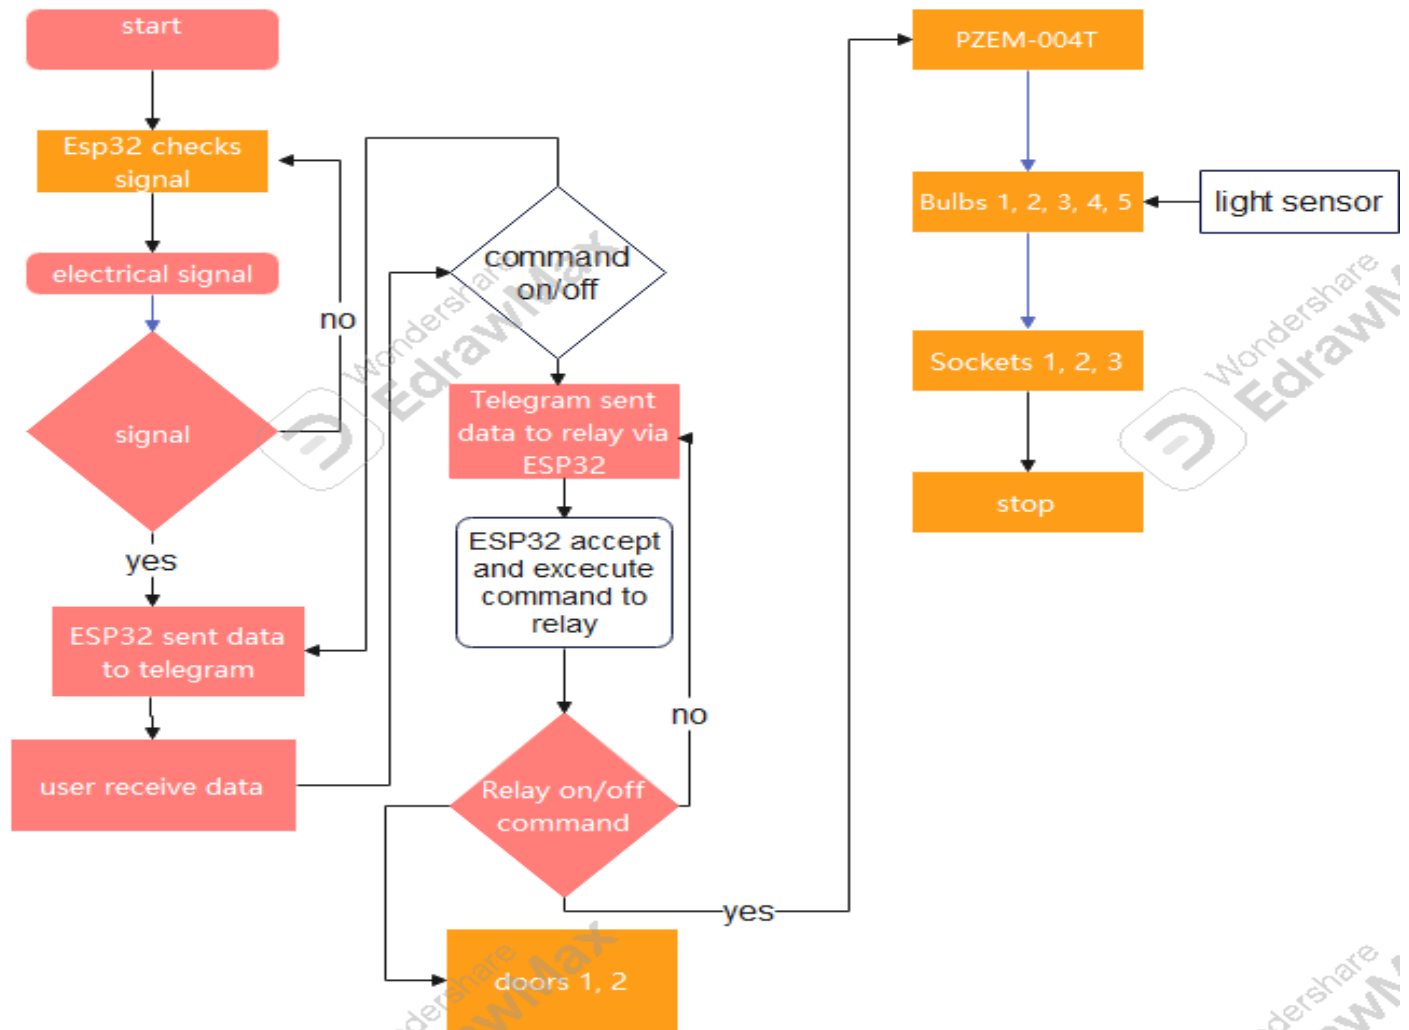 start
Esp32 checks
signal
electrical signal
no
signal
yes
ESP32 sent data
to telegram
user receive data
command
on/off
Telegram sent
data to relay via
ESP32
ESP32 accept
and excecute
command to
relay
no
Relay on/off
command
yes
doors 1, 2
PZEM-004T
Bulbs 1, 2, 3, 4, 5
light sensor
Sockets 1, 2, 3
stop
Wondershare
EdrawMax
Wondershare